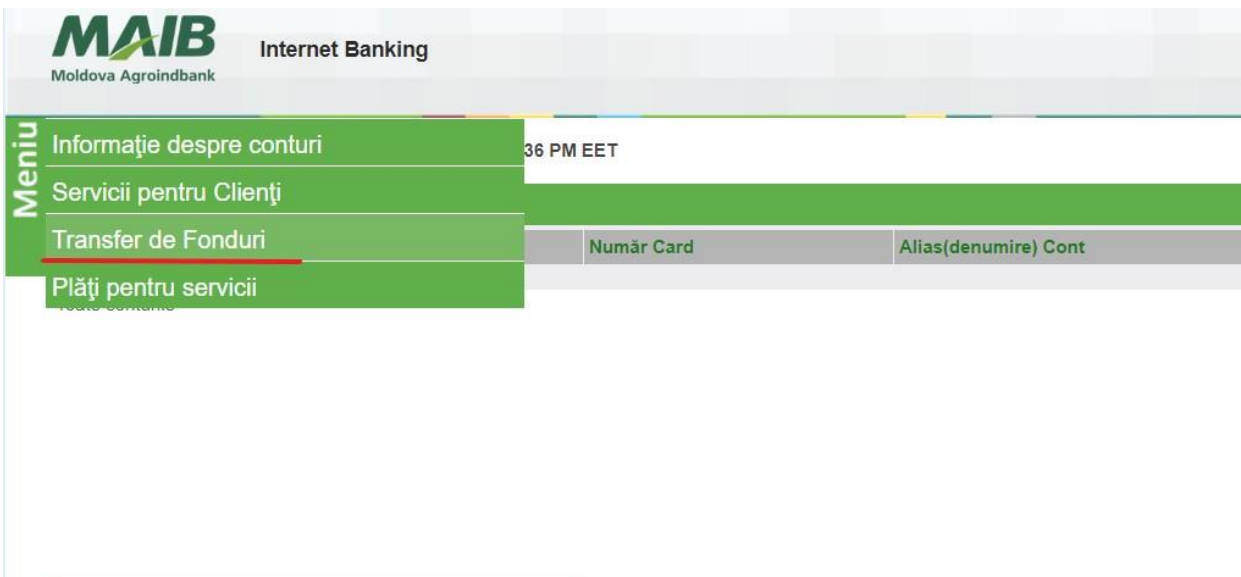 MAIB
Moldova Agroindbank
Internet Banking
Meniu
Informaţie despre conturi
36 PM EET
Servicii pentru Clienţi
Transfer de Fonduri
Număr Card
Alias(denumire) Cont
Plăţi pentru servicii